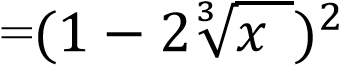 =(1 − 2∛x )²